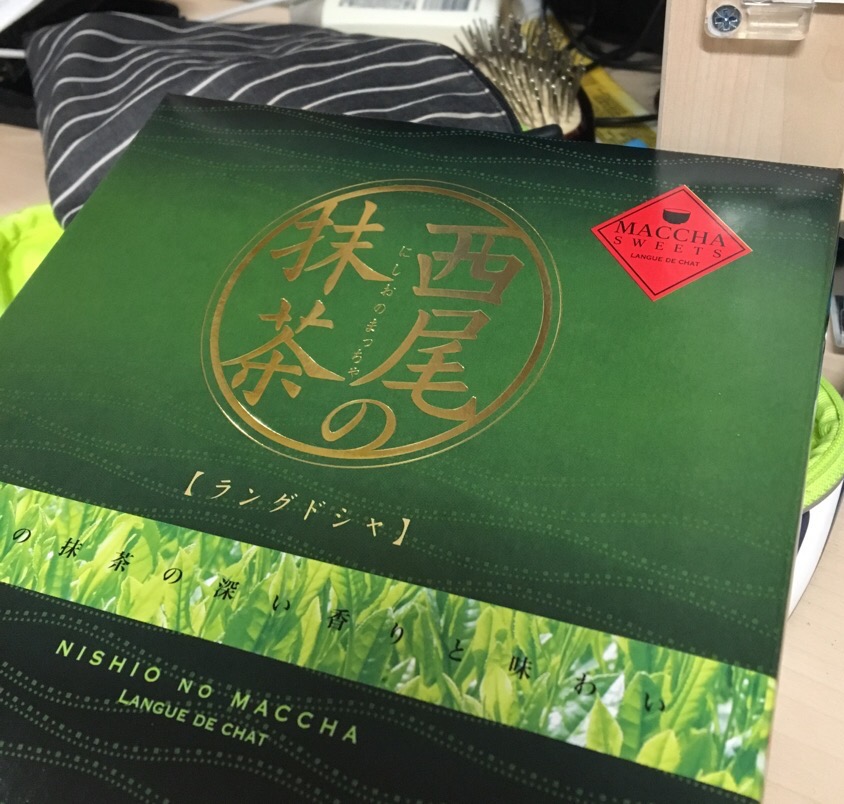 西尾の
抹茶
にしおのまっちゃ
MACCHA
SWEETS
LANGUE DE CHAT
【ラングドシャ】
の抹茶の深い香りと味わい
NISHIO NO MACCHA
LANGUE DE CHAT